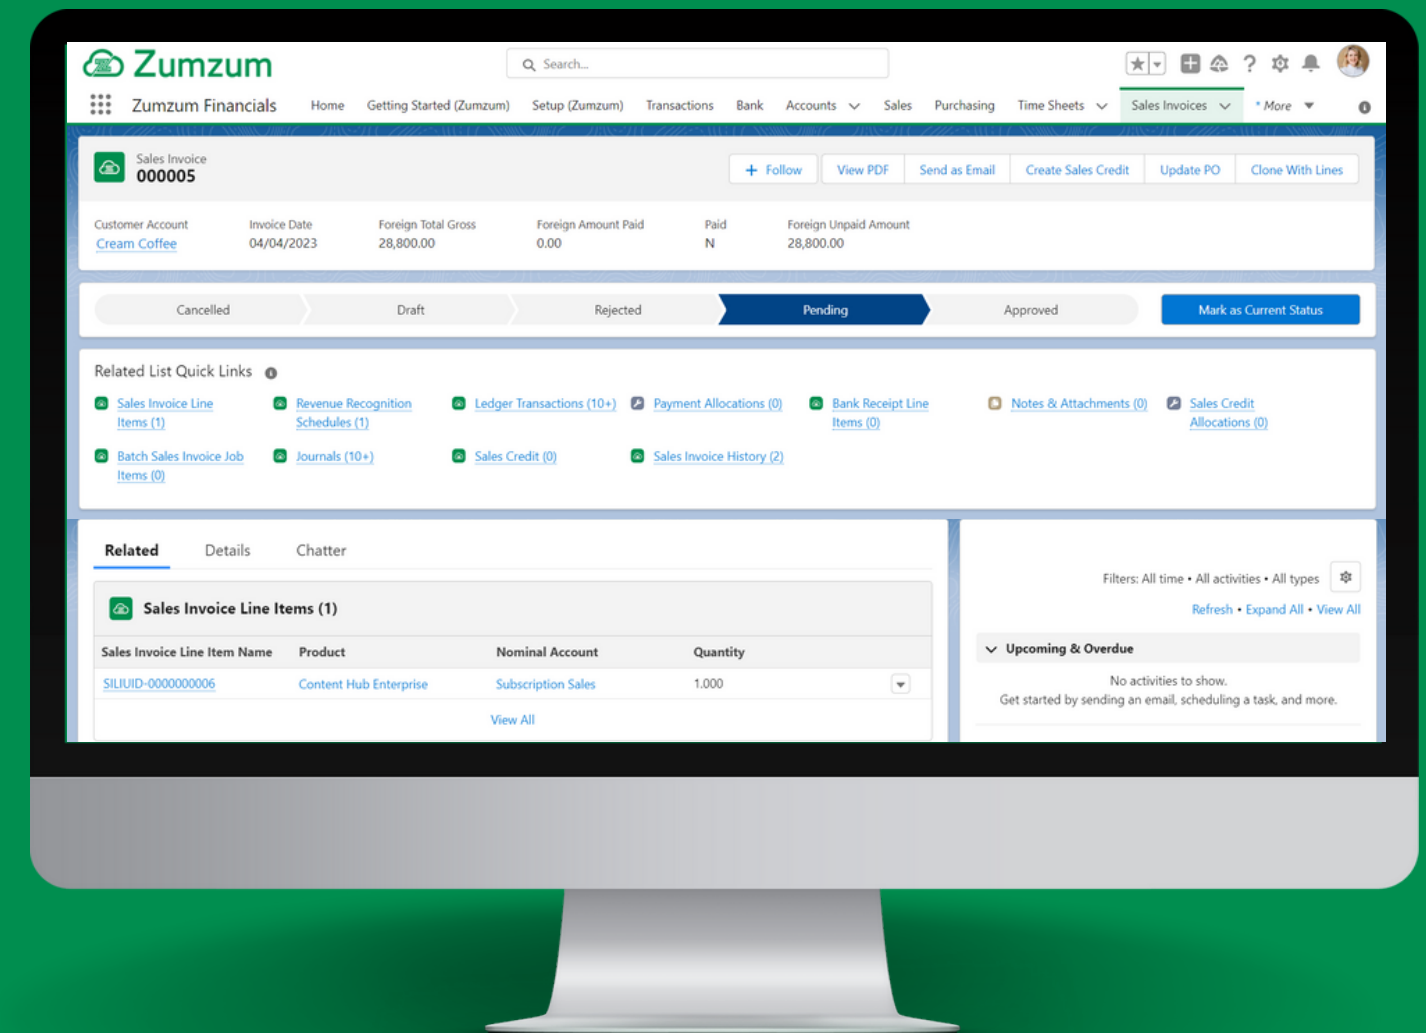 Zumzum
Search...
Zumzum Financials
Home
Getting Started (Zumzum)
Setup (Zumzum)
Transactions
Bank
Accounts
Sales
Purchasing
Time Sheets
Sales Invoices
* More
Sales Invoice
000005
+ Follow
View PDF
Send as Email
Create Sales Credit
Update PO
Clone With Lines
Customer Account
Cream Coffee
Invoice Date
04/04/2023
Foreign Total Gross
28,800.00
Foreign Amount Paid
0.00
Paid
N
Foreign Unpaid Amount
28,800.00
Cancelled
Draft
Rejected
Pending
Approved
Mark as Current Status
Related List Quick Links
Sales Invoice Line
Items (1)
Revenue Recognition
Schedules (1)
Ledger Transactions (10+)
Payment Allocations (0)
Bank Receipt Line
Items (0)
Notes & Attachments (0)
Sales Credit
Allocations (0)
Batch Sales Invoice Job
Items (0)
Journals (10+)
Sales Credit (0)
Sales Invoice History (2)
Related
Details
Chatter
Sales Invoice Line Items (1)
Sales Invoice Line Item Name
Product
Nominal Account
Quantity
SILIUID-0000000006
Content Hub Enterprise
Subscription Sales
1.000
View All
Filters: All time • All activities • All types
Refresh • Expand All • View All
Upcoming & Overdue
No activities to show.
Get started by sending an email, scheduling a task, and more.